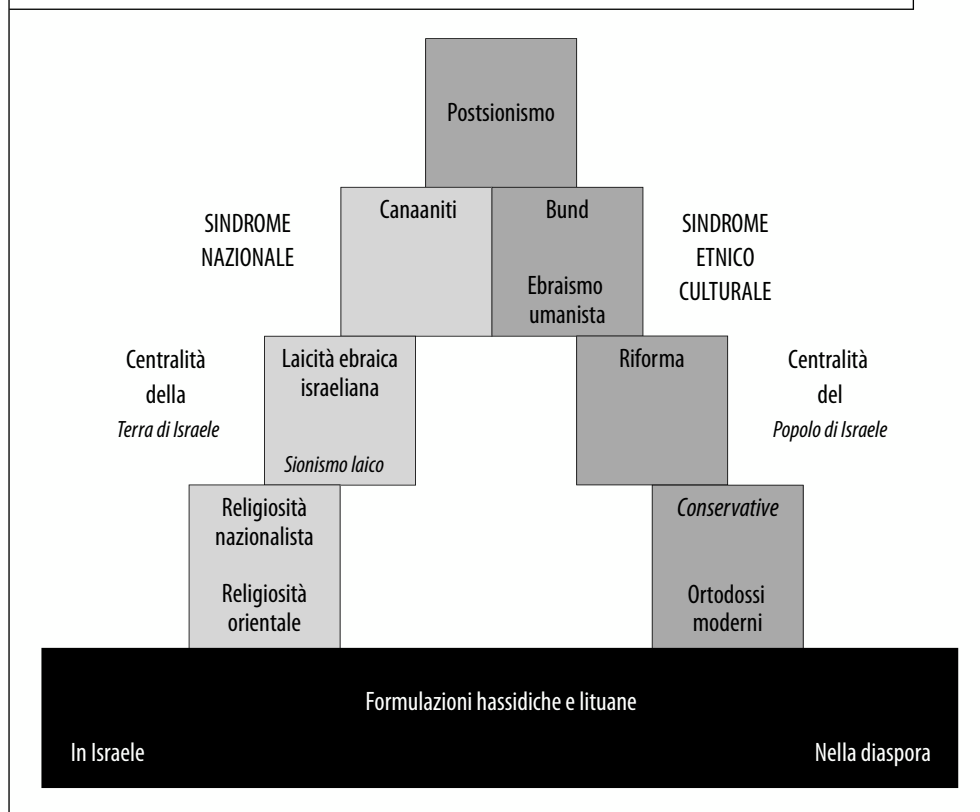 Postsionismo
SINDROME
NAZIONALE
Canaaniti
Bund
Ebraismo
umanista
SINDROME
ETNICO
CULTURALE
Centralità
della
Terra di Israele
Laicità ebraica
israeliana
Sionismo laico
Riforma
Centralità
del
Popolo di Israele
Religiosità
nazionalista
Religiosità
orientale
Conservative
Ortodossi
moderni
Formulazioni hassidiche e lituane
In Israele
Nella diaspora